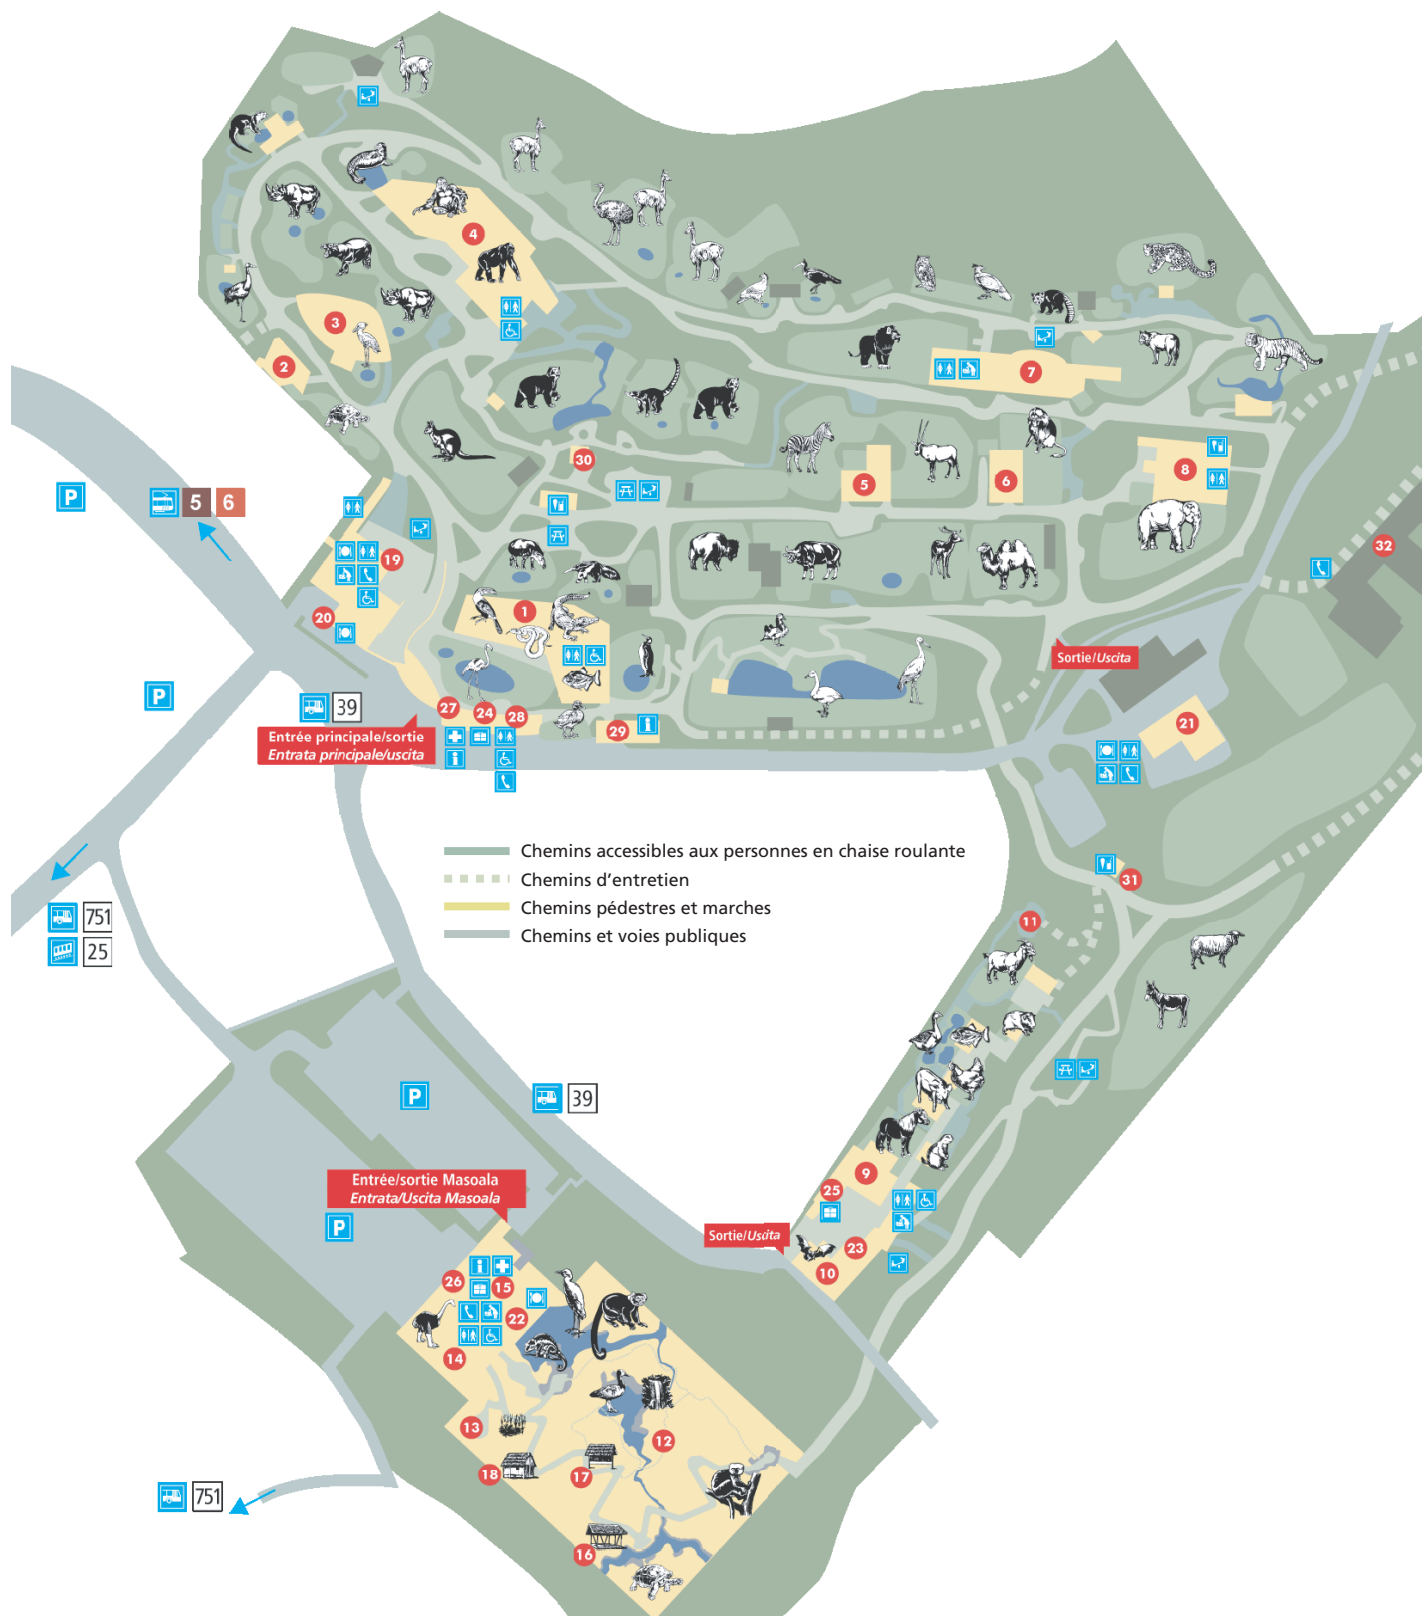 4
3
2
7
30
5
6
8
P
5 6
19
32
20
1
Sortie/Uscita
P
39
27
24
28
29
21
Entrée principale/sortie
Entrata principale/uscita
Chemins accessibles aux personnes en chaise roulante
Chemins d'entretien
Chemins pédestres et marches
Chemins et voies publiques
31
751
25
11
P
39
Entrée/sortie Masoala
Entrata/Uscita Masoala
9
25
P
Sortie/Uscita
23
10
26
15
22
14
13
12
18
17
751
16